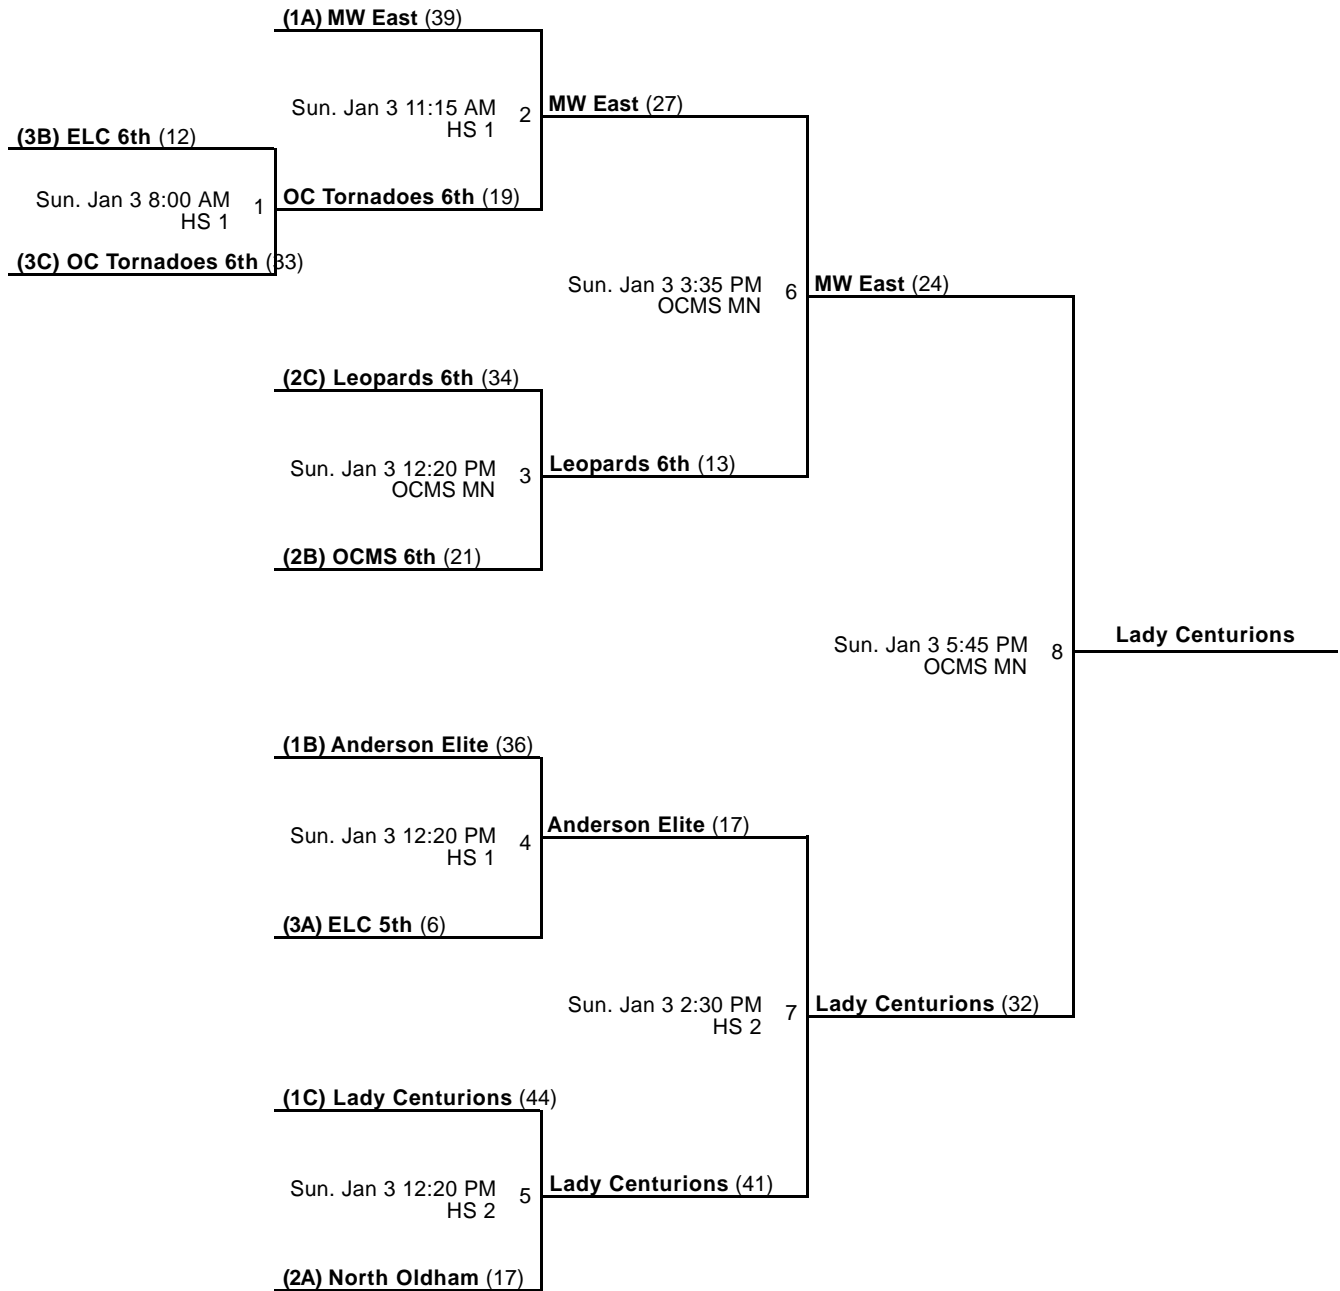 (1A) MW East (39)
Sun. Jan 3 11:15 AM
HS 1
2
MW East (27)
(3B) ELC 6th (12)
Sun. Jan 3 8:00 AM
HS 1
1
OC Tornadoes 6th (19)
(3C) OC Tornadoes 6th (33)
Sun. Jan 3 3:35 PM
OCMS MN
6
MW East (24)
(2C) Leopards 6th (34)
Sun. Jan 3 12:20 PM
OCMS MN
3
Leopards 6th (13)
(2B) OCMS 6th (21)
Sun. Jan 3 5:45 PM
OCMS MN
8
Lady Centurions
(1B) Anderson Elite (36)
Sun. Jan 3 12:20 PM
HS 1
4
Anderson Elite (17)
(3A) ELC 5th (6)
Sun. Jan 3 2:30 PM
HS 2
7
Lady Centurions (32)
(1C) Lady Centurions (44)
Sun. Jan 3 12:20 PM
HS 2
5
Lady Centurions (41)
(2A) North Oldham (17)